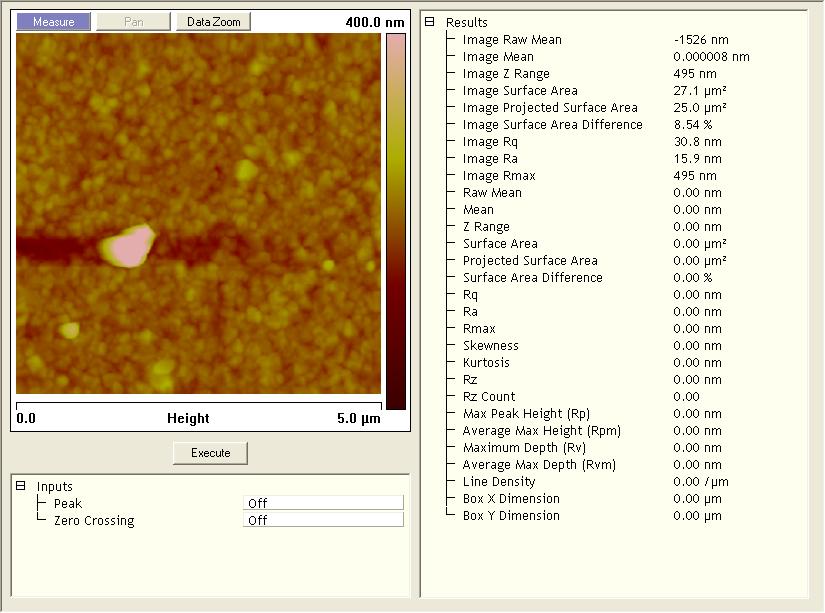 Measure Pan Data Zoom 400.0 nm
0.0 Height 5.0 µm
Execute
Inputs
Peak Off
Zero Crossing Off
Results
Image Raw Mean -1526 nm
Image Mean 0.000008 nm
Image Z Range 495 nm
Image Surface Area 27.1 µm²
Image Projected Surface Area 25.0 µm²
Image Surface Area Difference 8.54 %
Image Rq 30.8 nm
Image Ra 15.9 nm
Image Rmax 495 nm
Raw Mean 0.00 nm
Mean 0.00 nm
Z Range 0.00 nm
Surface Area 0.00 µm²
Projected Surface Area 0.00 µm²
Surface Area Difference 0.00 %
Rq 0.00 nm
Ra 0.00 nm
Rmax 0.00 nm
Skewness 0.00 nm
Kurtosis 0.00 nm
Rz 0.00 nm
Rz Count 0.00
Max Peak Height (Rp) 0.00 nm
Average Max Height (Rpm) 0.00 nm
Maximum Depth (Rv) 0.00 nm
Average Max Depth (Rvm) 0.00 nm
Line Density 0.00 /µm
Box X Dimension 0.00 µm
Box Y Dimension 0.00 µm